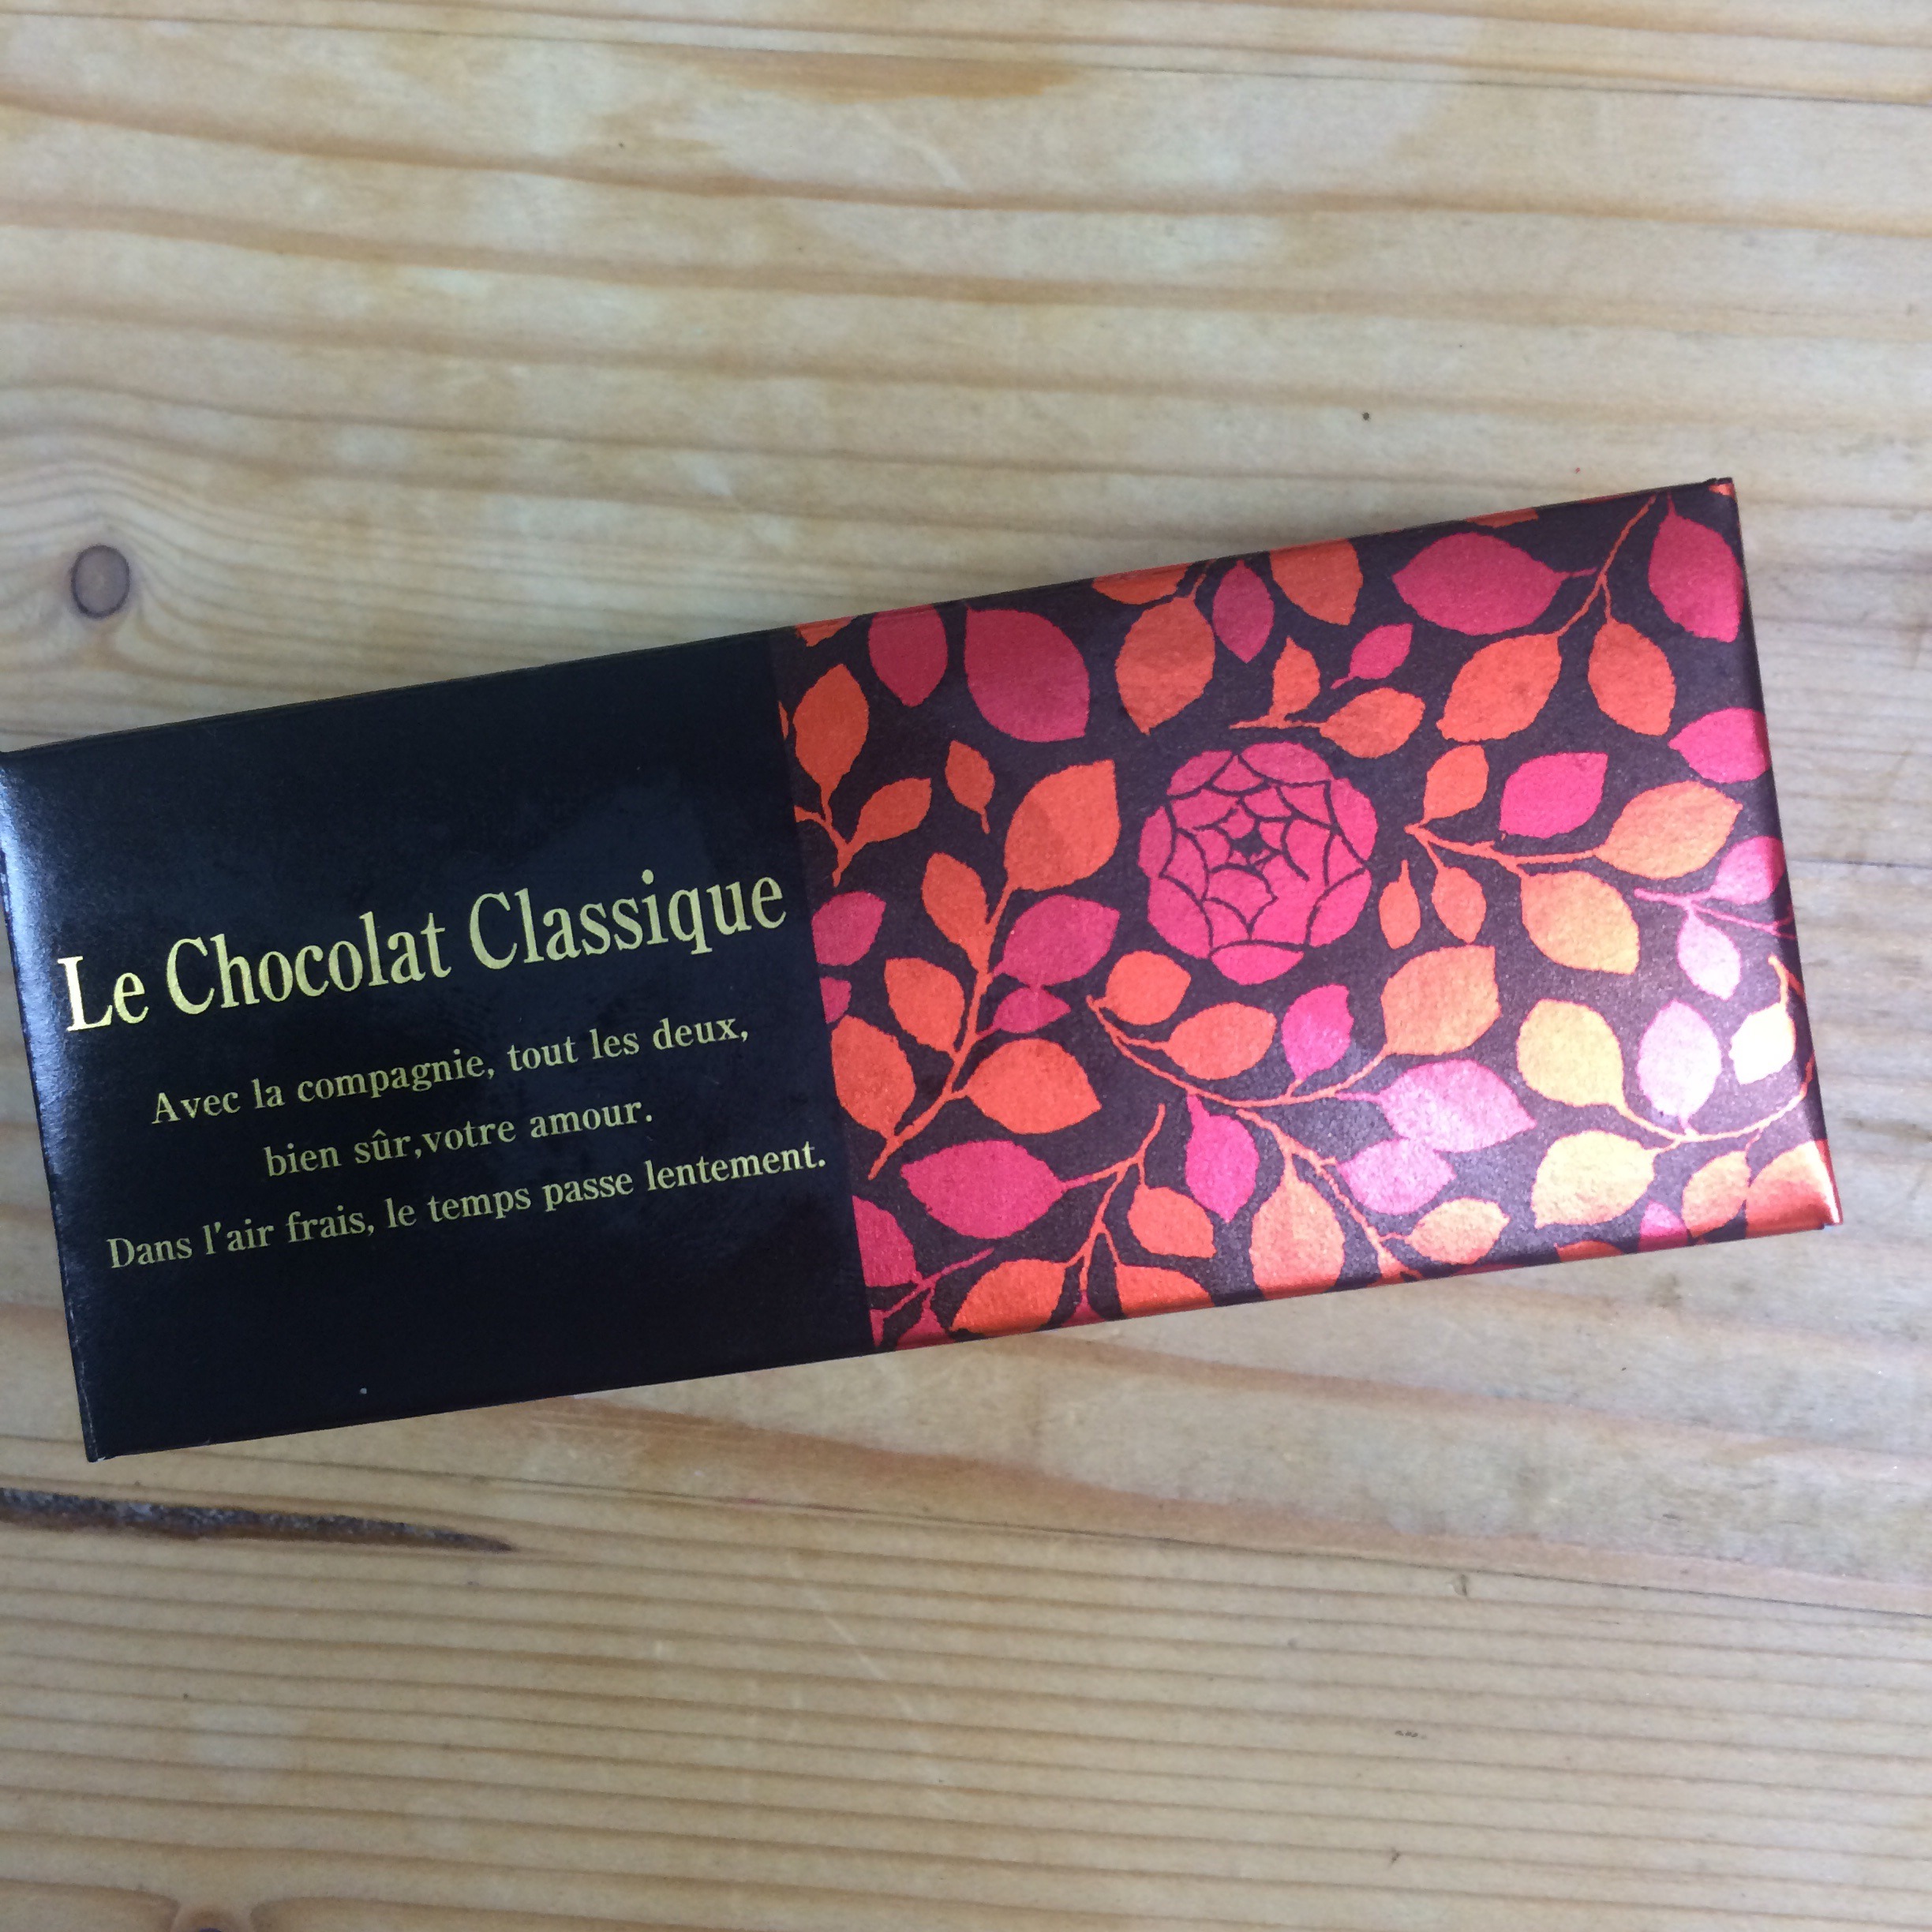 Le Chocolat Classique
Avec la compagnie, tout les deux,
bien sûr,votre amour.
Dans l'air frais, le temps passe lentement.